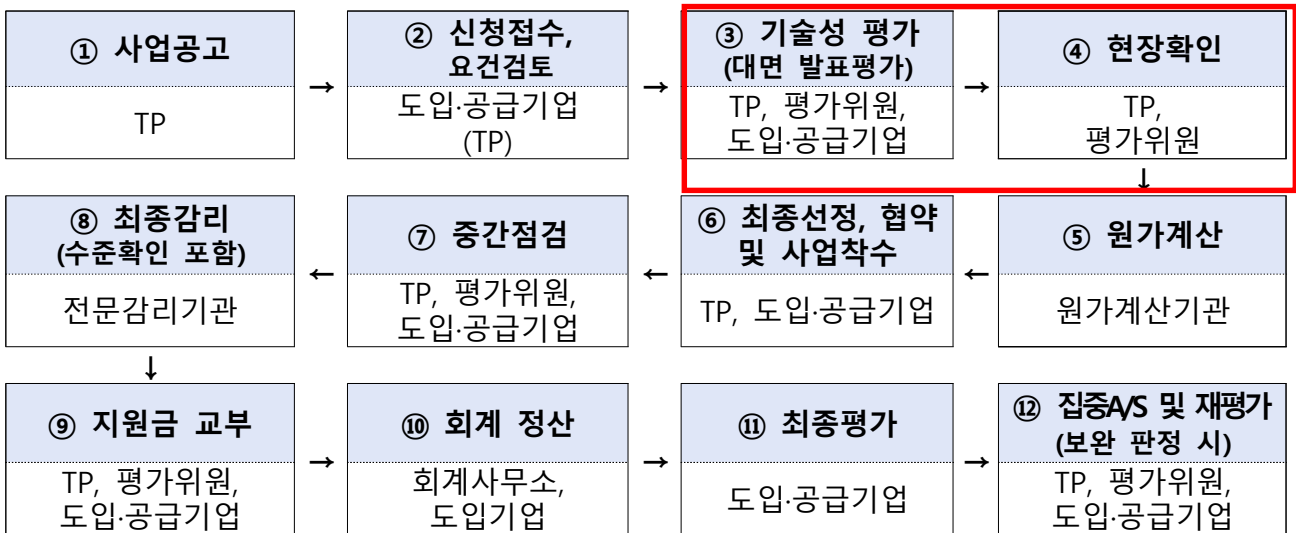 ① 사업공고
TP
→
② 신청접수,
요건검토
도입·공급기업
(TP)
→
③ 기술성 평가
(대면 발표평가)
TP, 평가위원,
도입·공급기업
→
④ 현장확인
TP,
평가위원
↓
⑧ 최종감리
(수준확인 포함)
전문감리기관
←
⑦ 중간점검
TP, 평가위원,
도입·공급기업
←
⑥ 최종선정, 협약
및 사업착수
TP, 도입·공급기업
←
⑤ 원가계산
원가계산기관
↓
⑨ 지원금 교부
TP, 평가위원,
도입·공급기업
→
⑩ 회계 정산
회계사무소,
도입기업
→
⑪ 최종평가
도입·공급기업
→
⑫ 집중A/S 및 재평가
(보완 판정 시)
TP, 평가위원,
도입·공급기업